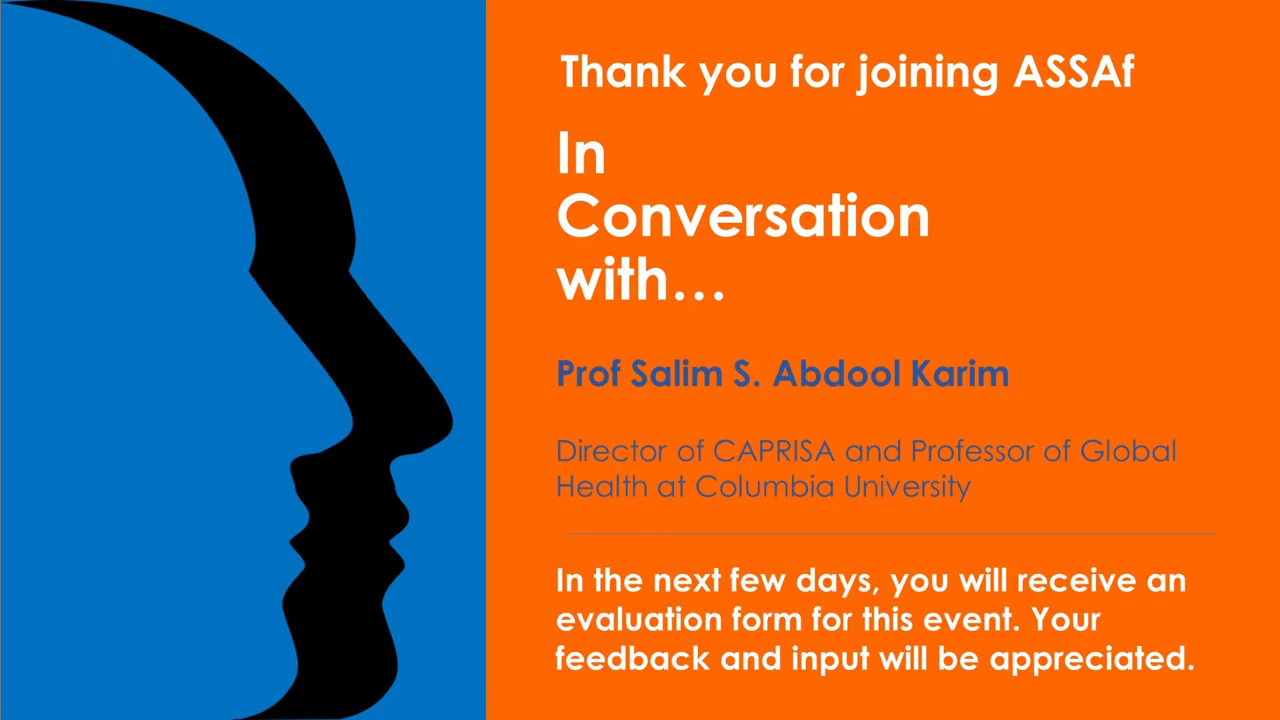 Thank you for joining ASSAf
In
Conversation
with…
Prof Salim S. Abdool Karim
Director of CAPRISA and Professor of Global
Health at Columbia University
In the next few days, you will receive an
evaluation form for this event. Your
feedback and input will be appreciated.